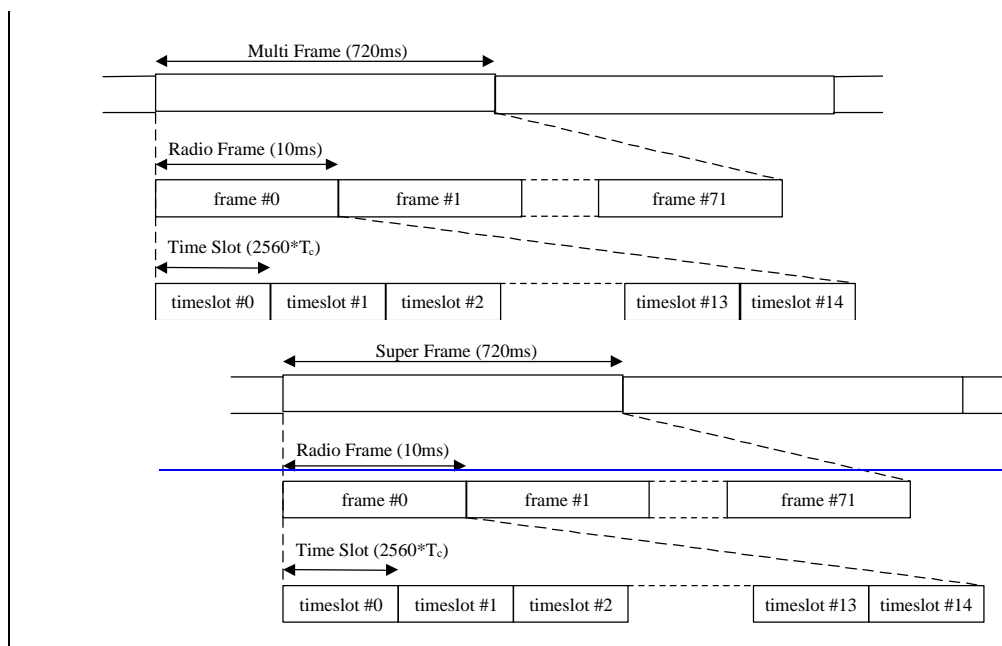 Multi Frame (720ms)
Radio Frame (10ms)
frame #0 frame #1 frame #71
Time Slot (2560*Tc)
timeslot #0 timeslot #1 timeslot #2 timeslot #13 timeslot #14
Super Frame (720ms)
Radio Frame (10ms)
frame #0 frame #1 frame #71
Time Slot (2560*Tc)
timeslot #0 timeslot #1 timeslot #2 timeslot #13 timeslot #14